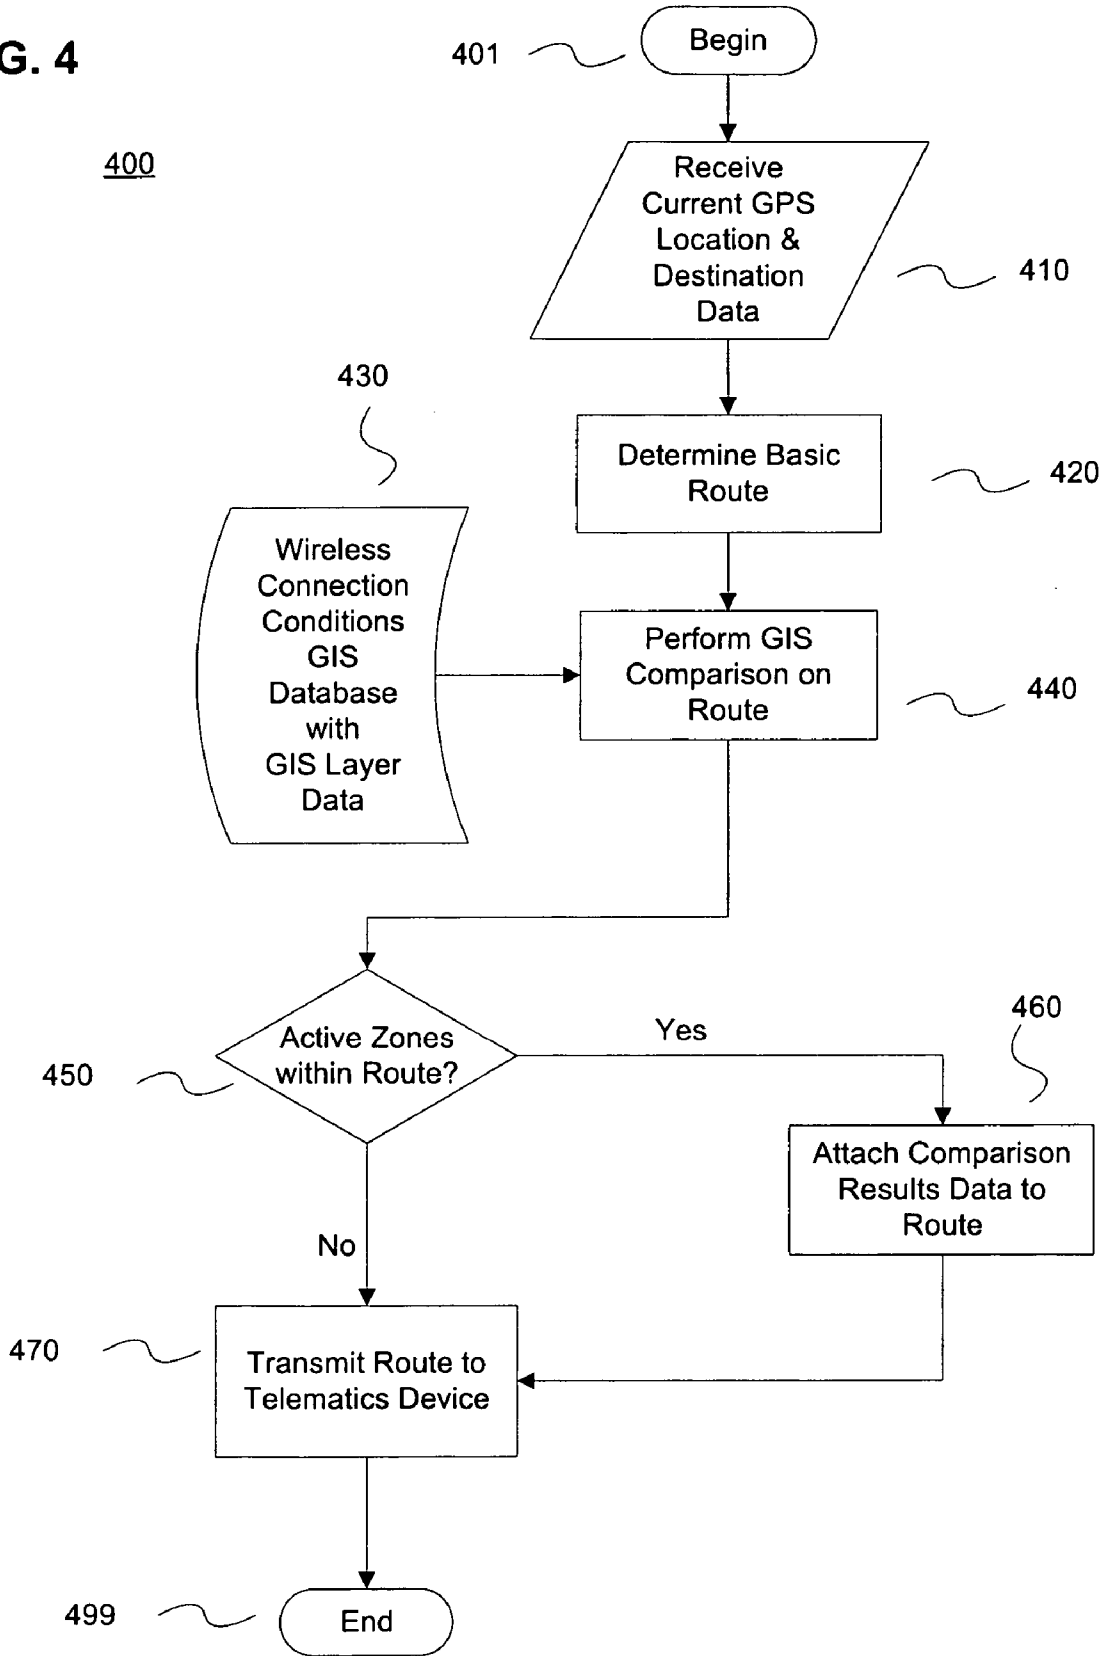 G. 4
400
401
Begin
Receive
Current GPS
Location &
Destination
Data
410
430
Determine Basic
Route
420
Wireless
Connection
Conditions
GIS
Database
with
GIS Layer
Data
Perform GIS
Comparison on
Route
440
450
Active Zones
within Route?
Yes
460
Attach Comparison
Results Data to
Route
No
470
Transmit Route to
Telematics Device
499
End